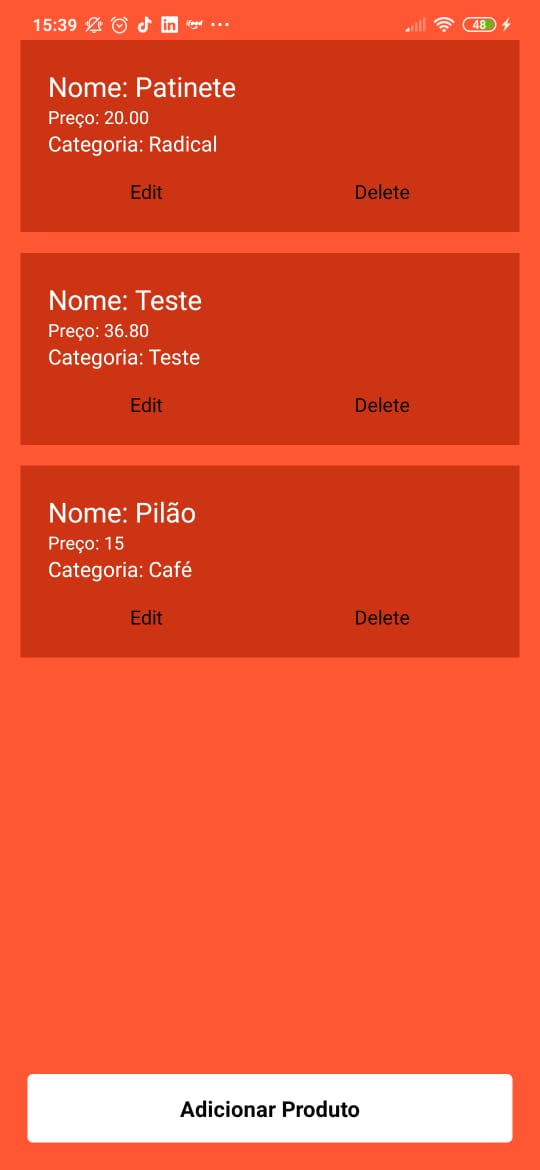 15:39
48
Nome: Patinete
Preço: 20.00
Categoria: Radical
Edit Delete
Nome: Teste
Preço: 36.80
Categoria: Teste
Edit Delete
Nome: Pilão
Preço: 15
Categoria: Café
Edit Delete
Adicionar Produto